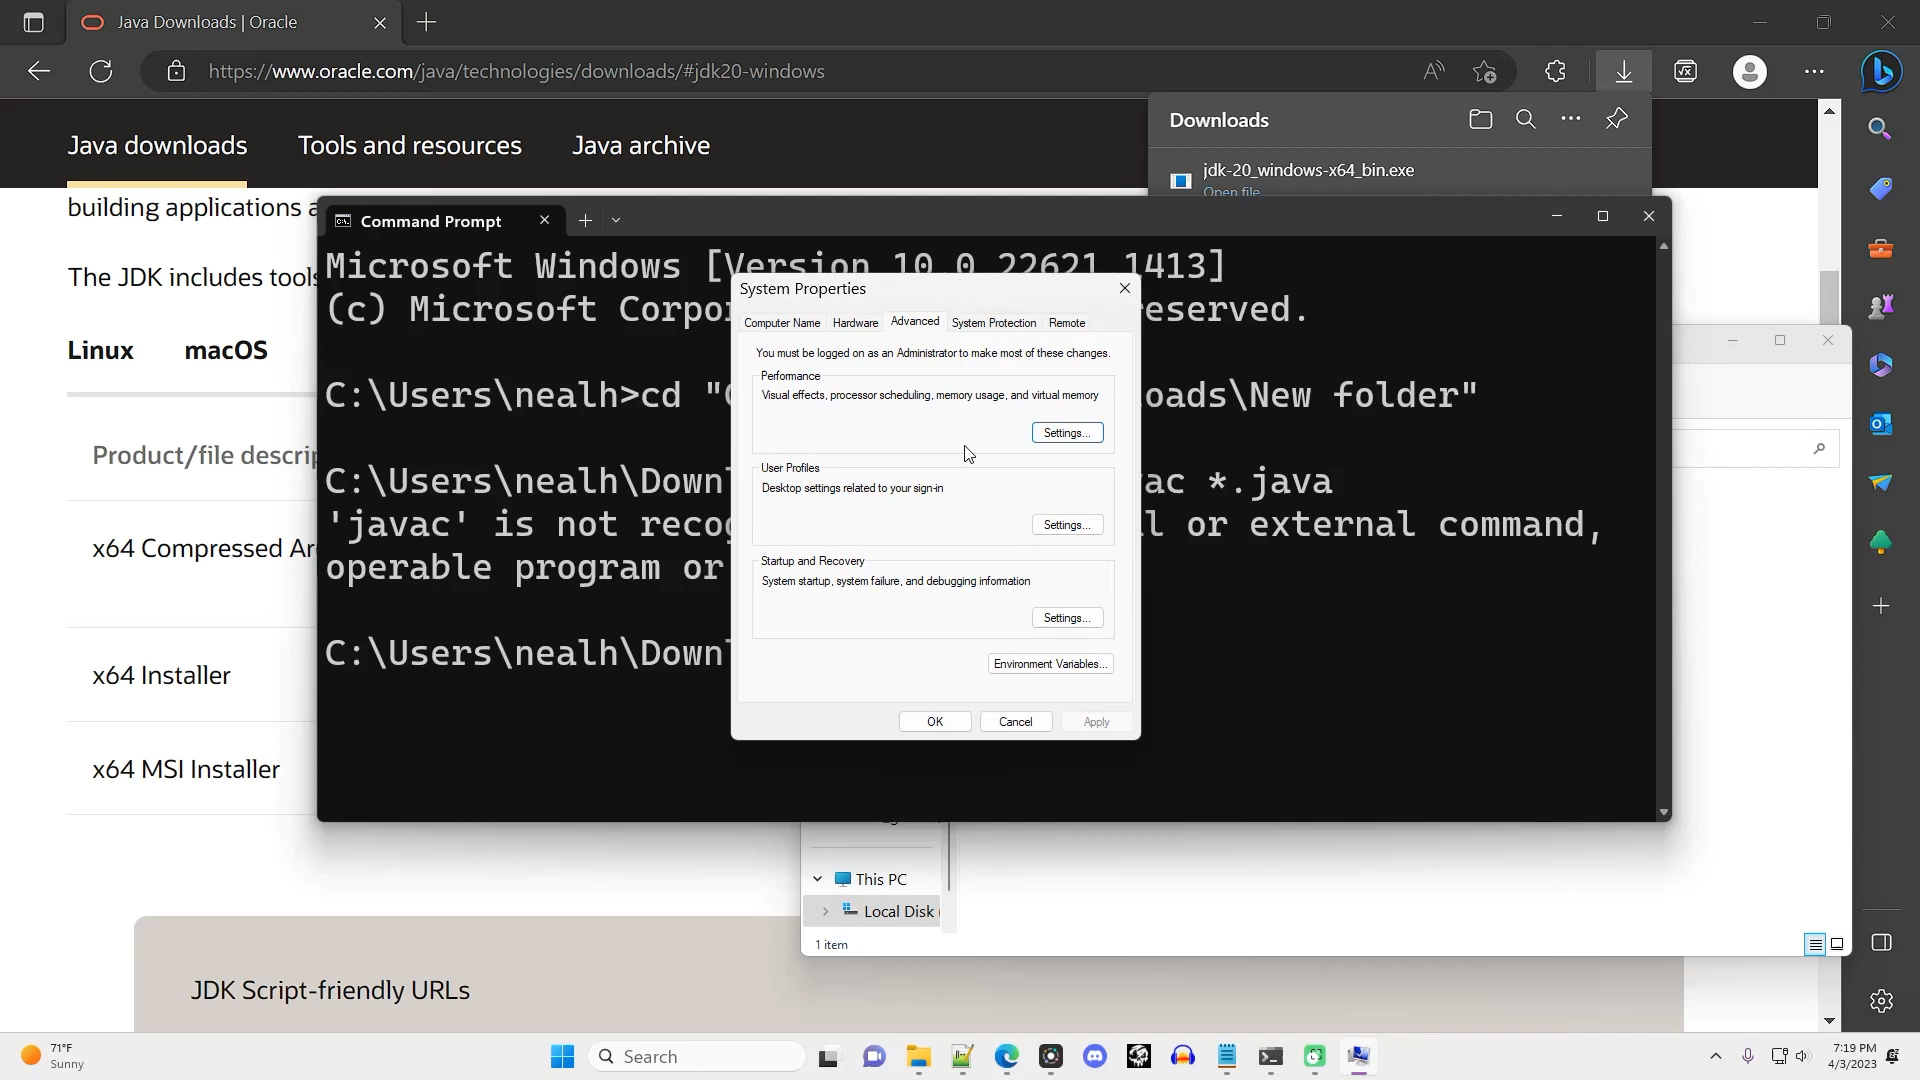 Java Downloads | Oracle
https://www.oracle.com/java/technologies/downloads/#jdk20-windows
Java downloads
Tools and resources
Java archive
Downloads
jdk-20_windows-x64_bin.exe
Open file
building applications a
The JDK includes tools
Linux
macOS
Product/file descrip
x64 Compressed Ar
x64 Installer
x64 MSI Installer
JDK Script-friendly URLs
Command Prompt
Microsoft Windows [Version 10.0.22621.1413]
(c) Microsoft Corpo
reserved.
C:\Users\nealh>cd "
oads\New folder"
C:\Users\nealh\Down
ac *.java
'javac' is not reco
l or external command,
operable program or
C:\Users\nealh\Down
System Properties
Computer Name
Hardware
Advanced
System Protection
Remote
You must be logged on as an Administrator to make most of these changes.
Performance
Visual effects, processor scheduling, memory usage, and virtual memory
Settings...
User Profiles
Desktop settings related to your sign-in
Settings...
Startup and Recovery
System startup, system failure, and debugging information
Settings...
Environment Variables...
OK
Cancel
Apply
This PC
Local Disk (
1 item
71°F
Sunny
Search
7:19 PM
4/3/2023